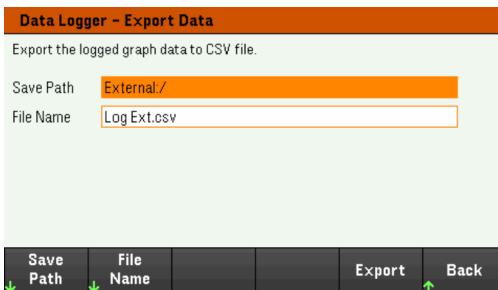 Data Logger - Export Data
Export the logged graph data to CSV file.
Save Path External:/
File Name Log Ext.csv
Save Path File Name Export Back